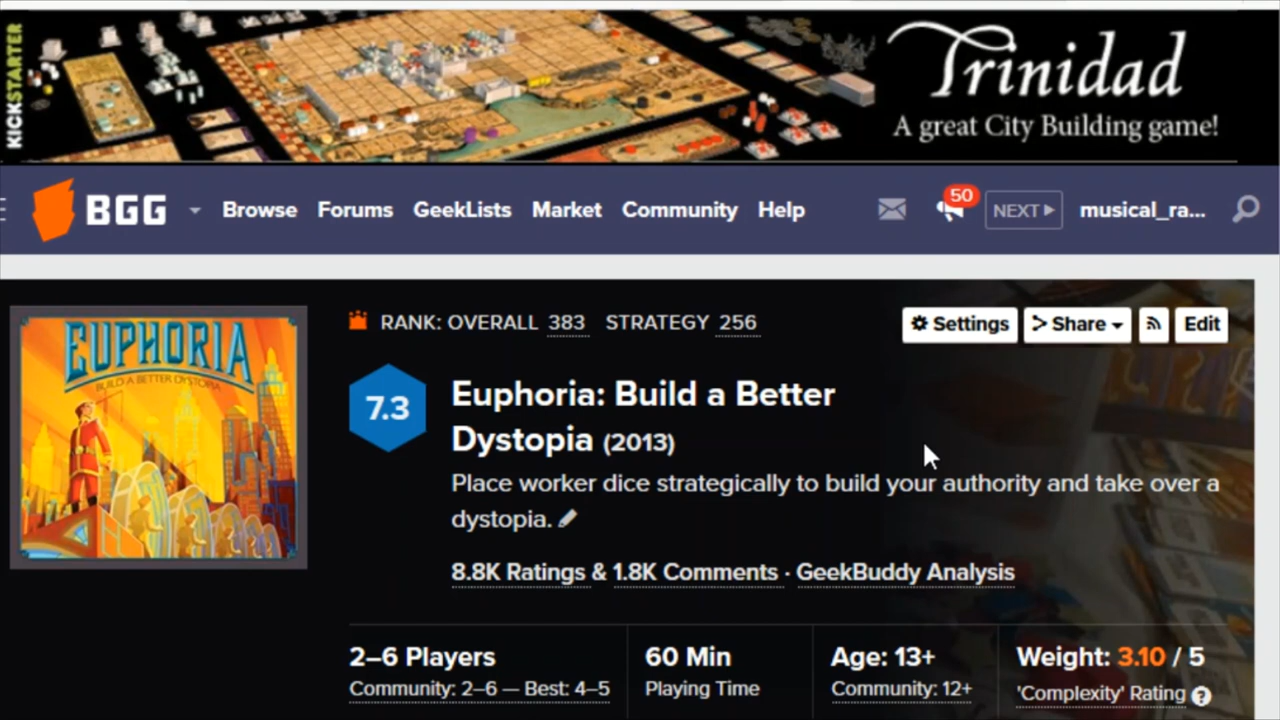 KICKSTARTER
Trinidad
A great City Building game!
BGG Browse Forums GeekLists Market Community Help 50 NEXT musical_ra...
RANK: OVERALL 383 STRATEGY 256
Settings Share Edit
EUPHORIA
BUILD A BETTER DYSTOPIA
7.3
Euphoria: Build a Better
Dystopia (2013)
Place worker dice strategically to build your authority and take over a
dystopia.
8.8K Ratings & 1.8K Comments · GeekBuddy Analysis
2–6 Players 60 Min Age: 13+ Weight: 3.10 / 5
Community: 2–6 — Best: 4–5 Playing Time Community: 12+ 'Complexity' Rating ?